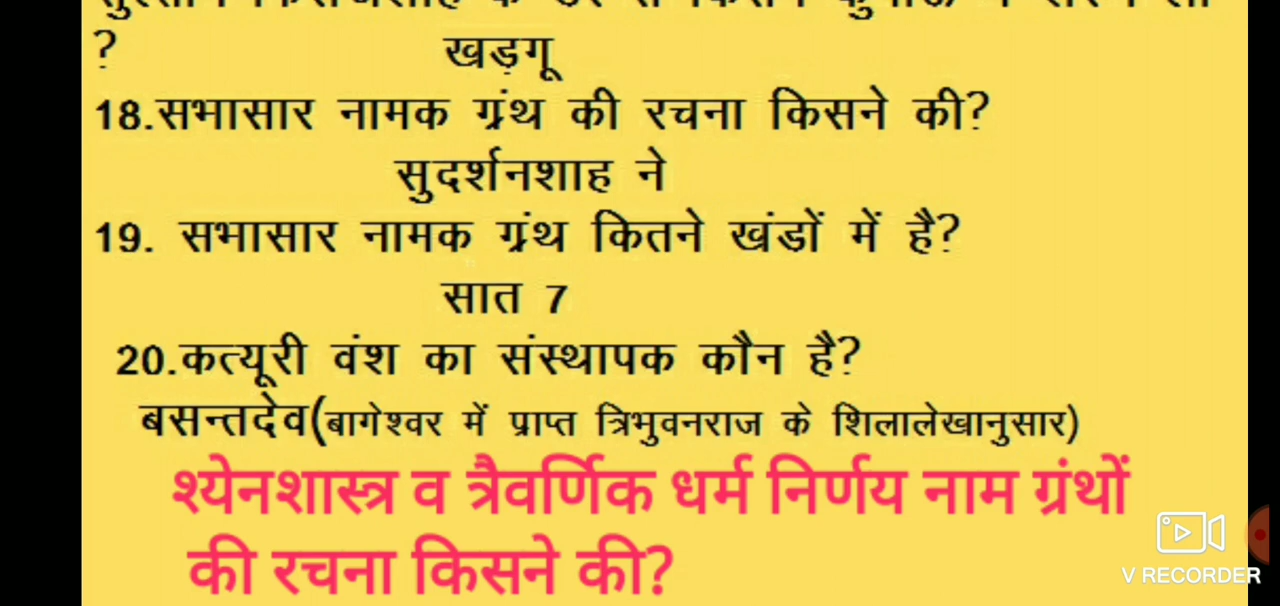 ?
खड़गू
18.सभासार नामक ग्रंथ की रचना किसने की?
सुदर्शनशाह ने
19. सभासार नामक ग्रंथ कितने खंडों में है?
सात 7
20.कत्यूरी वंश का संस्थापक कौन है?
बसन्तदेव(बागेश्वर में प्राप्त त्रिभुवनराज के शिलालेखानुसार)
श्येनशास्त्र व त्रैवर्णिक धर्म निर्णय नाम ग्रंथों
की रचना किसने की?
V RECORDER